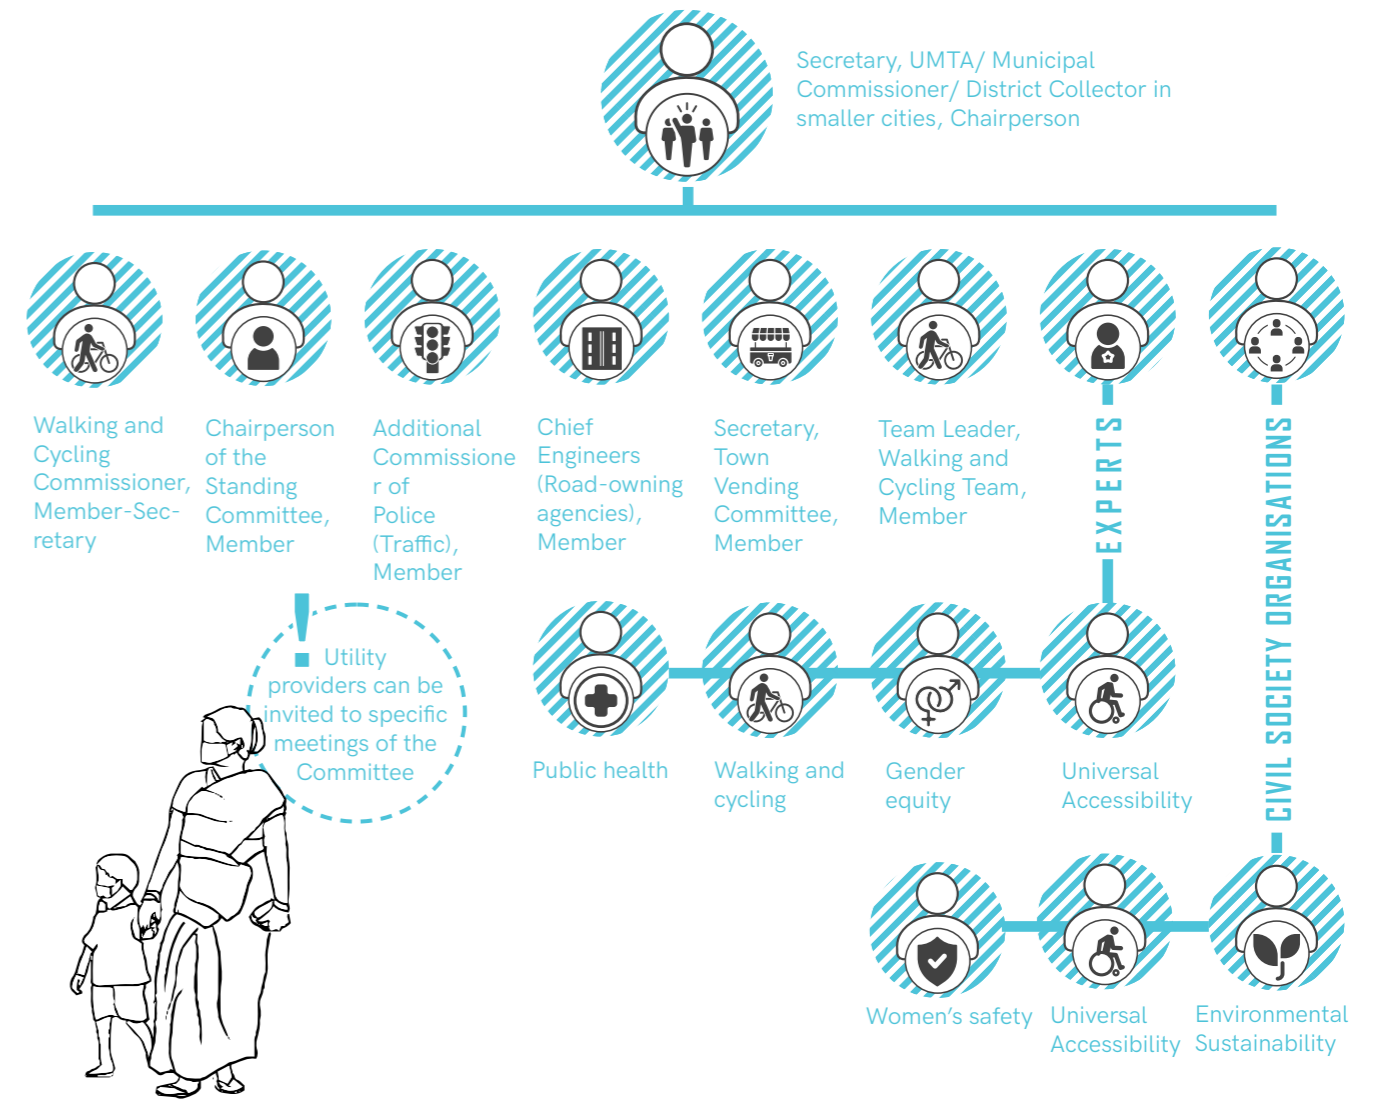 Secretary, UMTA/ Municipal
Commissioner/ District Collector in
smaller cities, Chairperson
Walking and
Cycling
Commissioner,
Member-Sec-
retary
Chairperson
of the
Standing
Committee,
Member
Additional
Commissione
r of
Police
(Traffic),
Member
Chief
Engineers
(Road-owning
agencies),
Member
Secretary,
Town
Vending
Committee,
Member
Team Leader,
Walking and
Cycling Team,
Member
EXPERTS
CIVIL SOCIETY ORGANISATIONS
! Utility
providers can be
invited to specific
meetings of the
Committee
Public health
Walking and
cycling
Gender
equity
Universal
Accessibility
Women's safety
Universal
Accessibility
Environmental
Sustainability